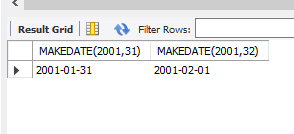 Result Grid Filter Rows:
MAKEDATE(2001,31) MAKEDATE(2001,32)
2001-01-31 2001-02-01